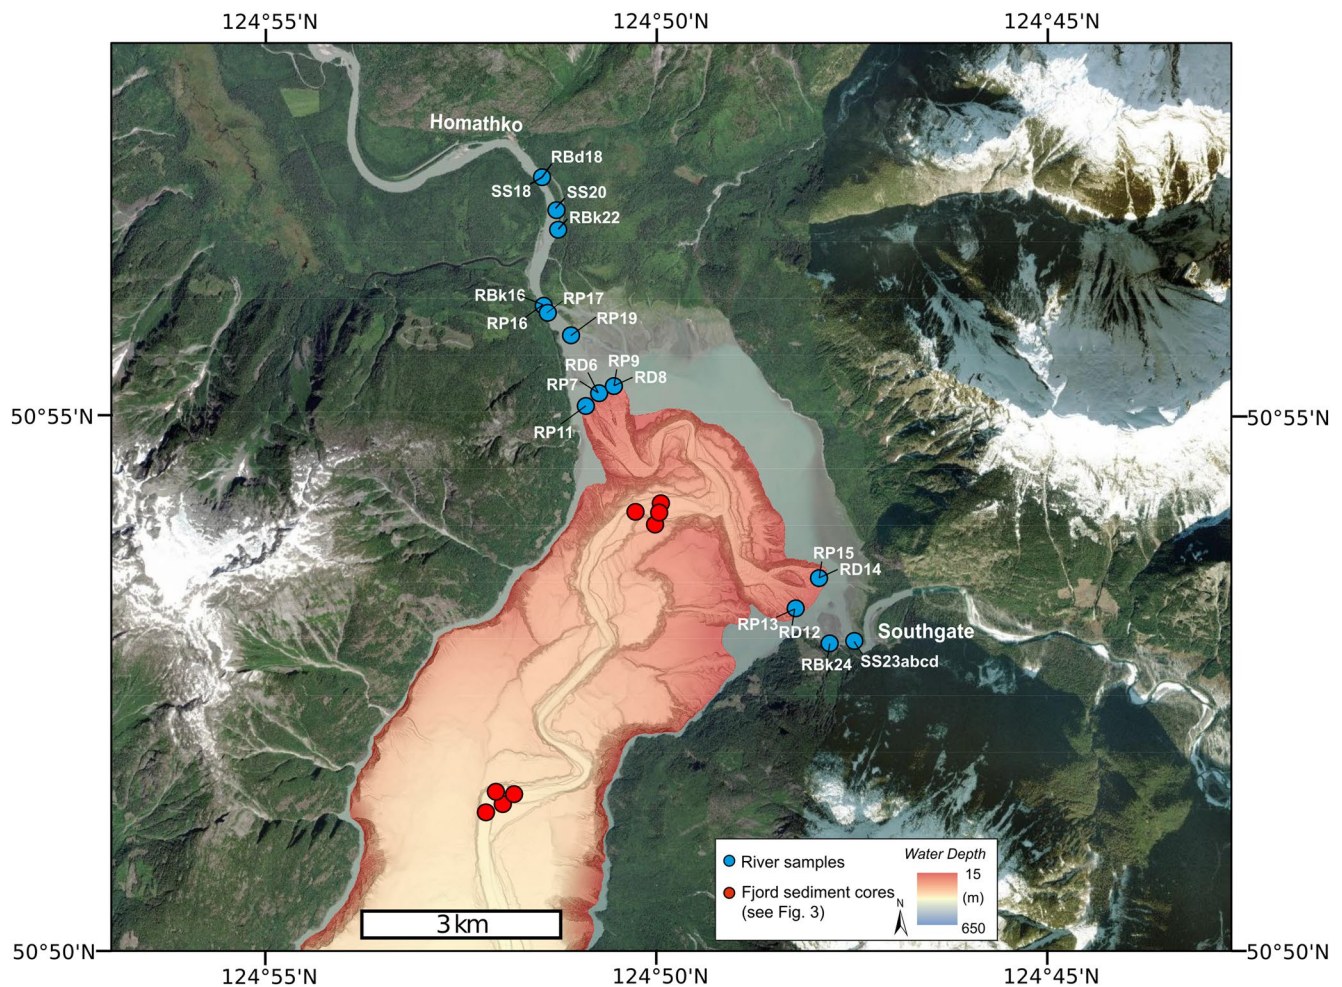 124°55'N
124°50'N
124°45'N
Homathko
RBd18
SS18
SS20
RBk22
RBk16
RP17
RP16
RP19
RD6
RP9
RP7
RD8
50°55'N
50°55'N
RP11
RP15
RD14
RP13
RD12
Southgate
RBk24
SS23abcd
River samples
Fjord sediment cores
(see Fig. 3)
N
Water Depth
15
(m)
650
3 km
50°50'N
50°50'N
124°55'N
124°50'N
124°45'N